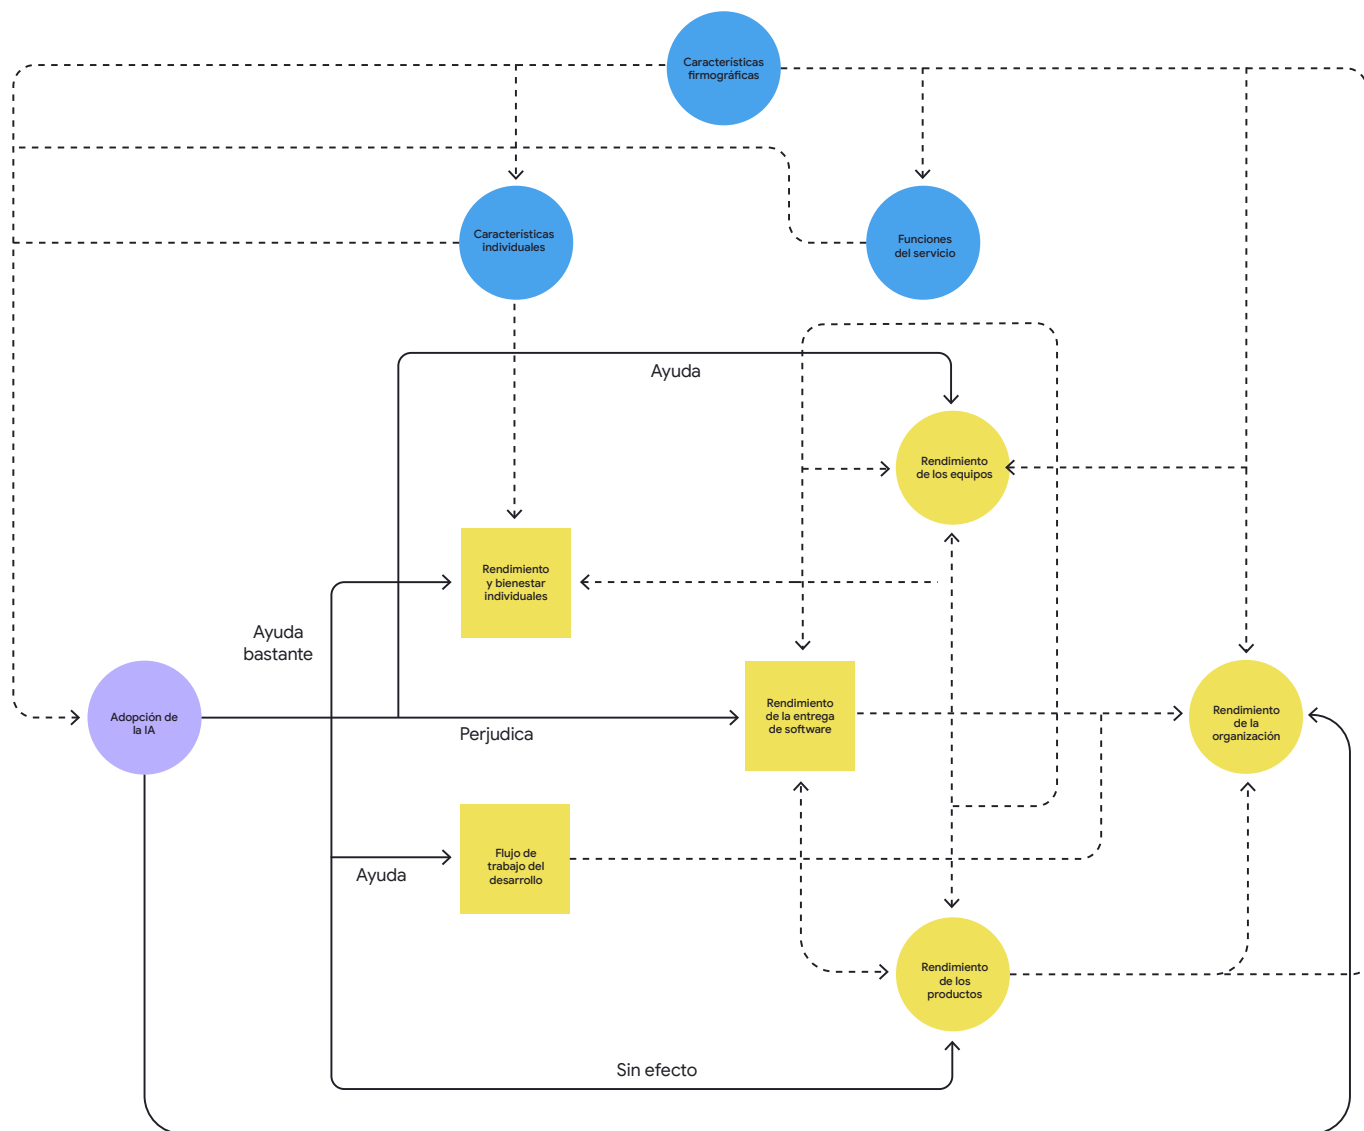 Características
firmográficas
Características
individuales
Funciones
del servicio
Ayuda
Rendimiento
de los equipos
Rendimiento
y bienestar
individuales
Ayuda
bastante
Adopción de
la IA
Perjudica
Rendimiento
de la entrega
de software
Rendimiento
de la
organización
Flujo de
trabajo del
desarrollo
Ayuda
Rendimiento
de los
productos
Sin efecto